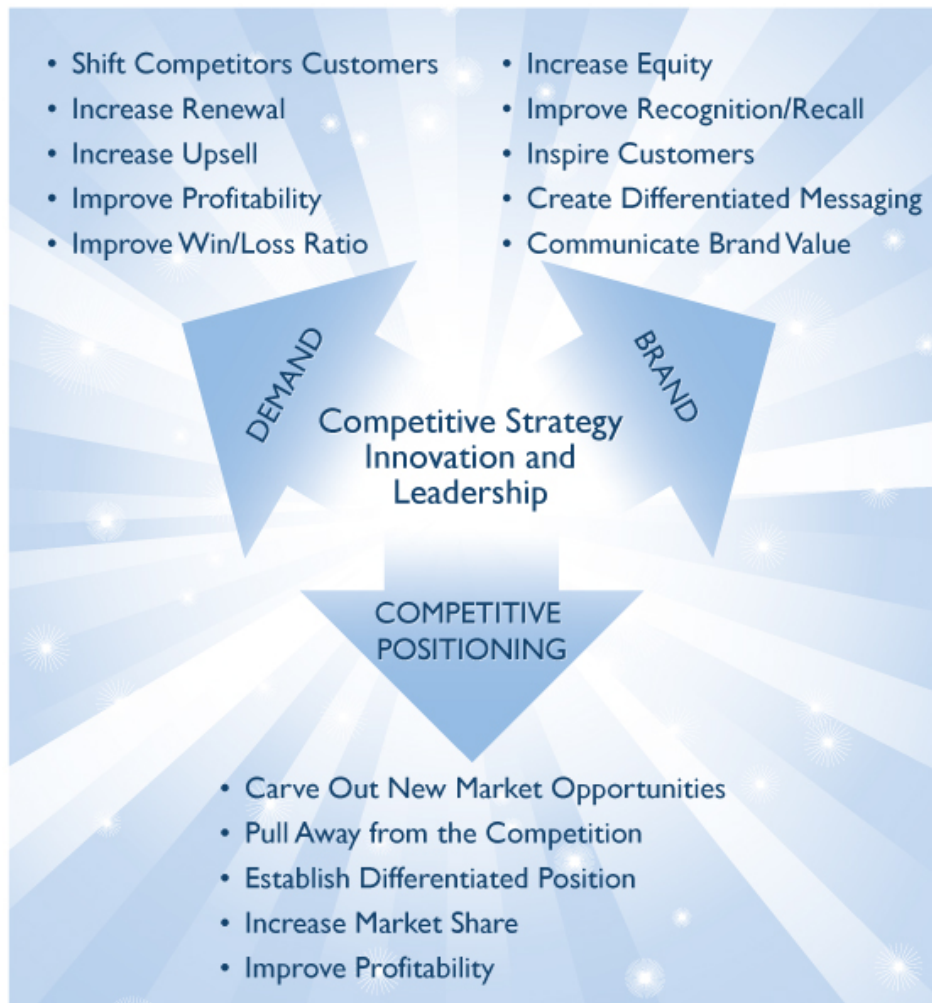 • Shift Competitors Customers
• Increase Renewal
• Increase Upsell
• Improve Profitability
• Improve Win/Loss Ratio
• Increase Equity
• Improve Recognition/Recall
• Inspire Customers
• Create Differentiated Messaging
• Communicate Brand Value
DEMAND
BRAND
Competitive Strategy
Innovation and
Leadership
COMPETITIVE
POSITIONING
• Carve Out New Market Opportunities
• Pull Away from the Competition
• Establish Differentiated Position
• Increase Market Share
• Improve Profitability